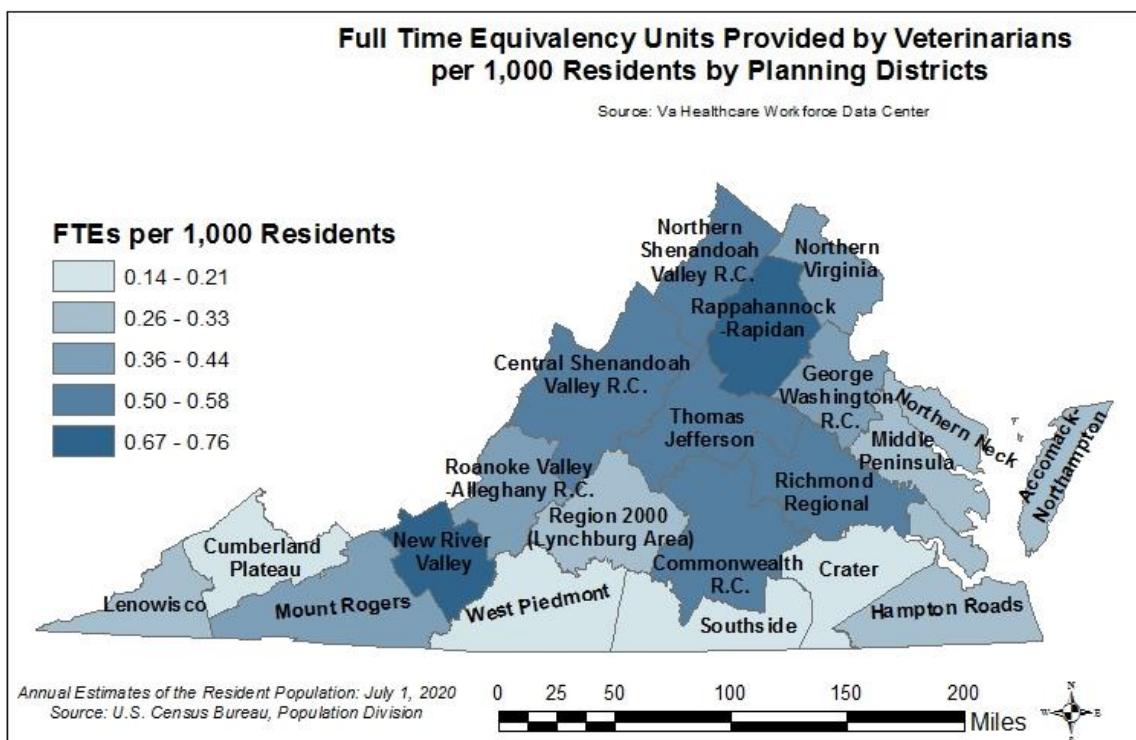 Full Time Equivalency Units Provided by Veterinarians
per 1,000 Residents by Planning Districts
Source: Va Healthcare Workforce Data Center
FTEs per 1,000 Residents
0.14 - 0.21
0.26 - 0.33
0.36 - 0.44
0.50 - 0.58
0.67 - 0.76
Northern
Shenandoah
Valley R.C.
Northern
Virginia
Rappahannock
-Rapidan
Central Shenandoah
Valley R.C.
George
Washington
R.C.
Northern Neck
Thomas
Jefferson
Middle
Peninsula
Accomack-
Northampton
Roanoke Valley
-Alleghany R.C.
Richmond
Regional
Region 2000
(Lynchburg Area)
New River
Valley
Cumberland
Plateau
Commonwealth
R.C.
Crater
Lenowisco
Mount Rogers
West Piedmont
Southside
Hampton Roads
Annual Estimates of the Resident Population: July 1, 2020
Source: U.S. Census Bureau, Population Division
0 25 50 100 150 200
Miles
N
W E
S